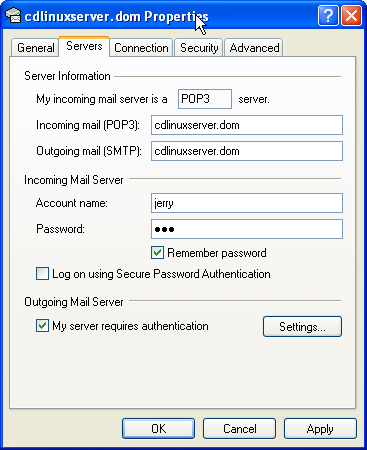 cdlinuxserver.dom Properties
General Servers Connection Security Advanced
Server Information
My incoming mail server is a POP3 server.
Incoming mail (POP3): cdlinuxserver.dom
Outgoing mail (SMTP): cdlinuxserver.dom
Incoming Mail Server
Account name: jerry
Password: ●●●
Remember password
Log on using Secure Password Authentication
Outgoing Mail Server
My server requires authentication Settings...
OK Cancel Apply